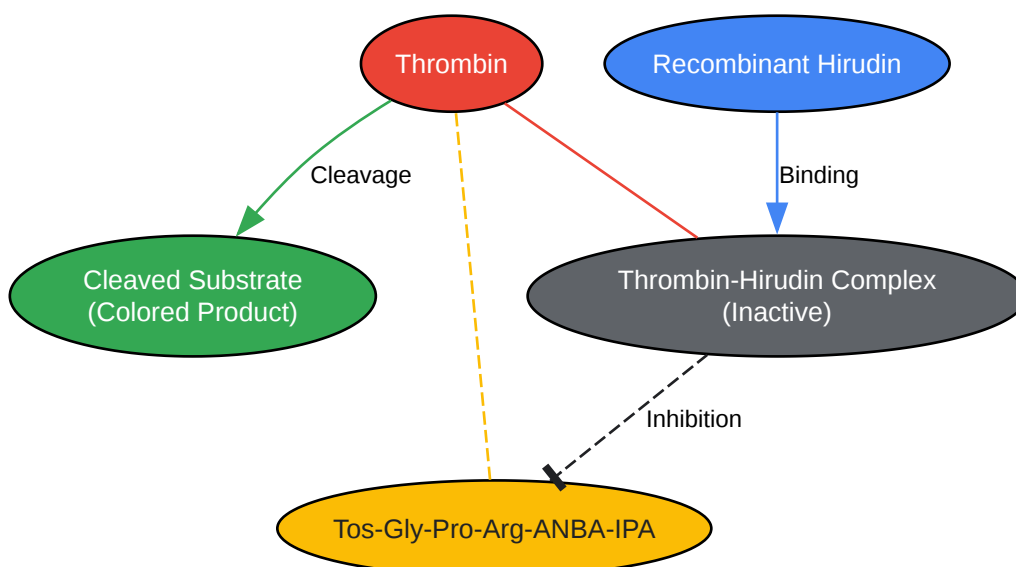 Thrombin
Recombinant Hirudin
Cleavage
Binding
Cleaved Substrate
(Colored Product)
Thrombin-Hirudin Complex
(Inactive)
Inhibition
Tos-Gly-Pro-Arg-ANBA-IPA